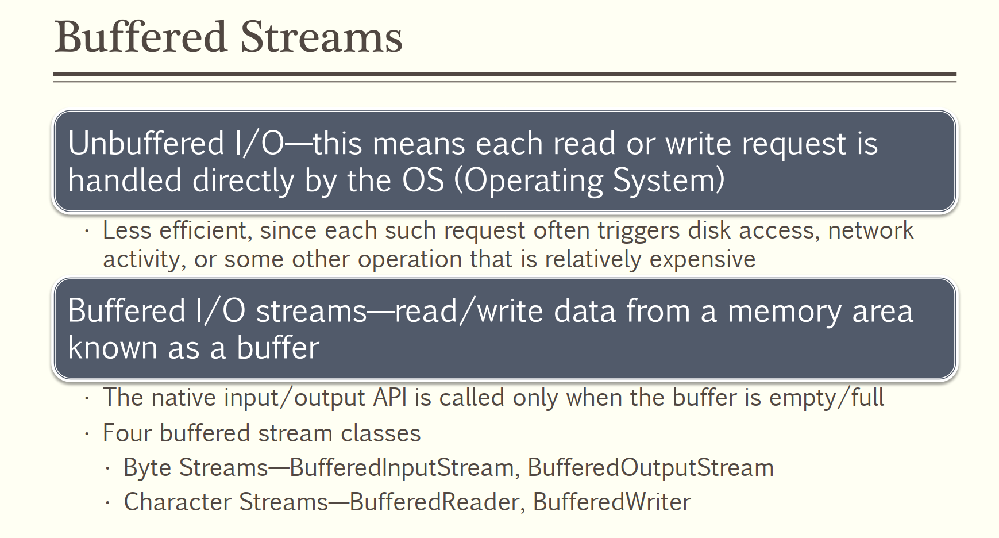 Buffered Streams
Unbuffered I/O—this means each read or write request is
handled directly by the OS (Operating System)
· Less efficient, since each such request often triggers disk access, network
activity, or some other operation that is relatively expensive
Buffered I/O streams—read/write data from a memory area
known as a buffer
· The native input/output API is called only when the buffer is empty/full
· Four buffered stream classes
· Byte Streams—BufferedInputStream, BufferedOutputStream
· Character Streams—BufferedReader, BufferedWriter